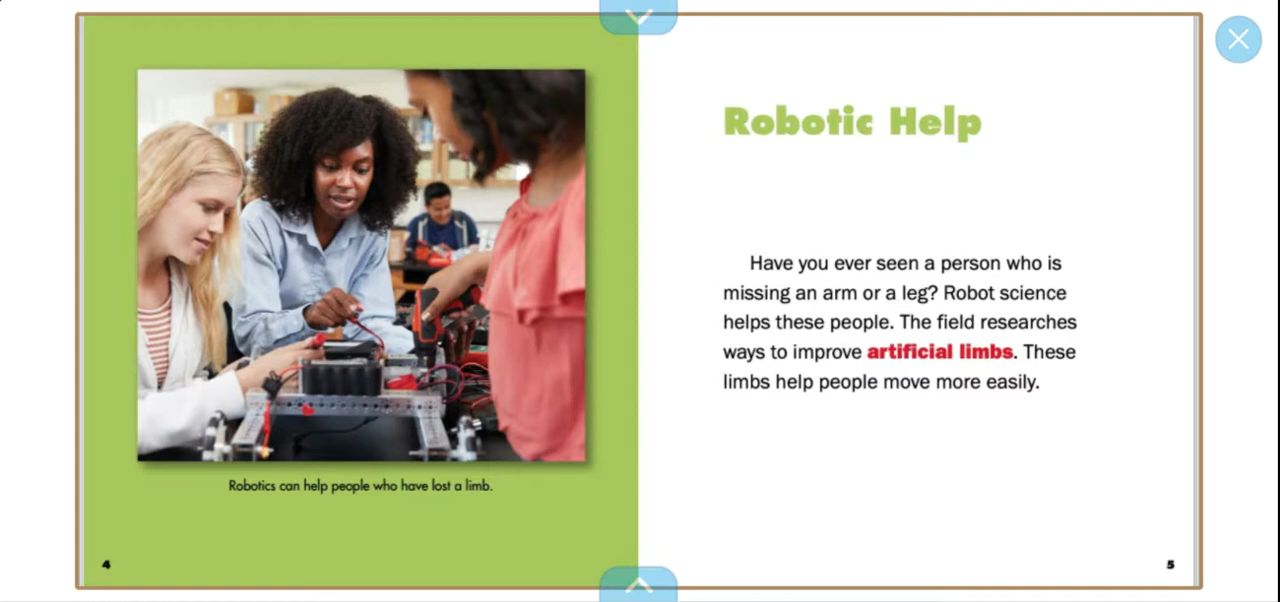 Robotics can help people who have lost a limb.
4
Robotic Help
Have you ever seen a person who is
missing an arm or a leg? Robot science
helps these people. The field researches
ways to improve artificial limbs. These
limbs help people move more easily.
5